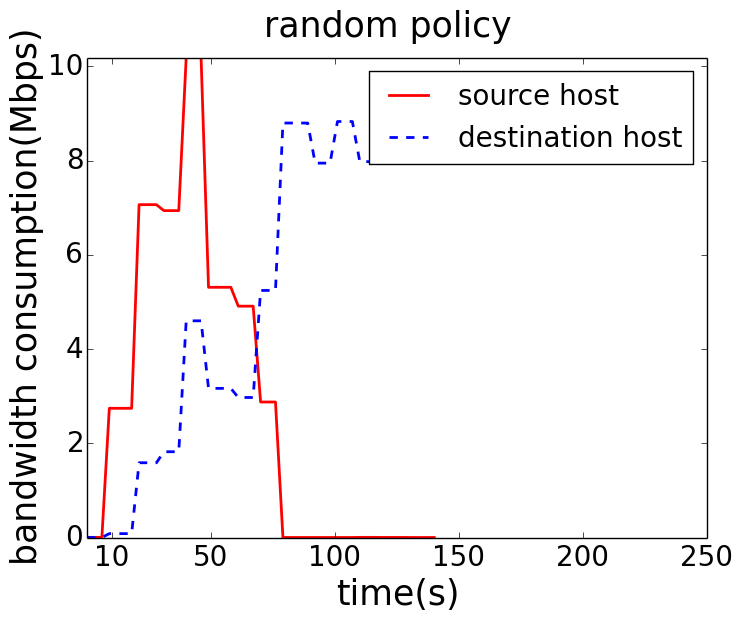 random policy
bandwidth consumption(Mbps)
10
8
6
4
2
0
source host
destination host
10 50 100 150 200 250
time(s)